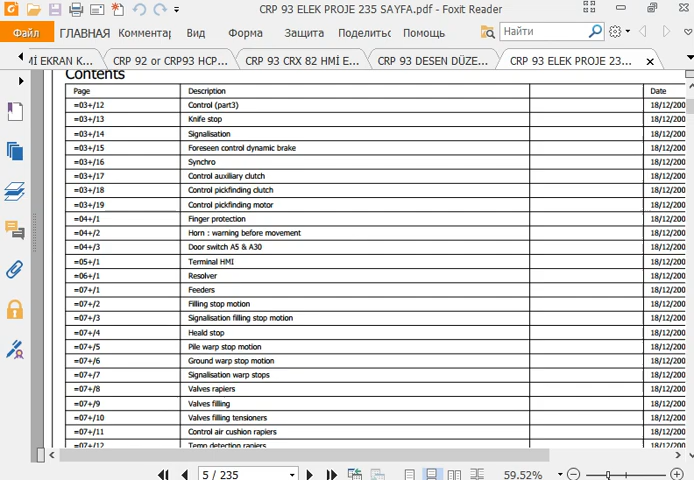 CRP 93 ELEK PROJE 235 SAYFA.pdf - Foxit Reader
Файл ГЛАВНАЯ Комментар Вид Форма Защита Поделитьс Помощь Найти
Мİ EKRAN K... CRP 92 or CRP93 HCP... CRP 93 CRX 82 HMİ E... CRP 93 DESEN DÜZE... CRP 93 ELEK PROJE 23...
Contents
Page Description Date
=03+/12 Control (part3) 18/12/200
=03+/13 Knife stop 18/12/200
=03+/14 Signalisation 18/12/200
=03+/15 Foreseen control dynamic brake 18/12/200
=03+/16 Synchro 18/12/200
=03+/17 Control auxiliary clutch 18/12/200
=03+/18 Control pickfinding clutch 18/12/200
=03+/19 Control pickfinding motor 18/12/200
=04+/1 Finger protection 18/12/200
=04+/2 Horn : warning before movement 18/12/200
=04+/3 Door switch A5 & A30 18/12/200
=05+/1 Terminal HMI 18/12/200
=06+/1 Resolver 18/12/200
=07+/1 Feeders 18/12/200
=07+/2 Filling stop motion 18/12/200
=07+/3 Signalisation filling stop motion 18/12/200
=07+/4 Heald stop 18/12/200
=07+/5 Pile warp stop motion 18/12/200
=07+/6 Ground warp stop motion 18/12/200
=07+/7 Signalisation warp stops 18/12/200
=07+/8 Valves rapiers 18/12/200
=07+/9 Valves filling 18/12/200
=07+/10 Valves filling tensioners 18/12/200
=07+/11 Control air cushion rapiers 18/12/200
=07+/12 Temp detection rapiers 18/12/200
5 / 235 59.52%